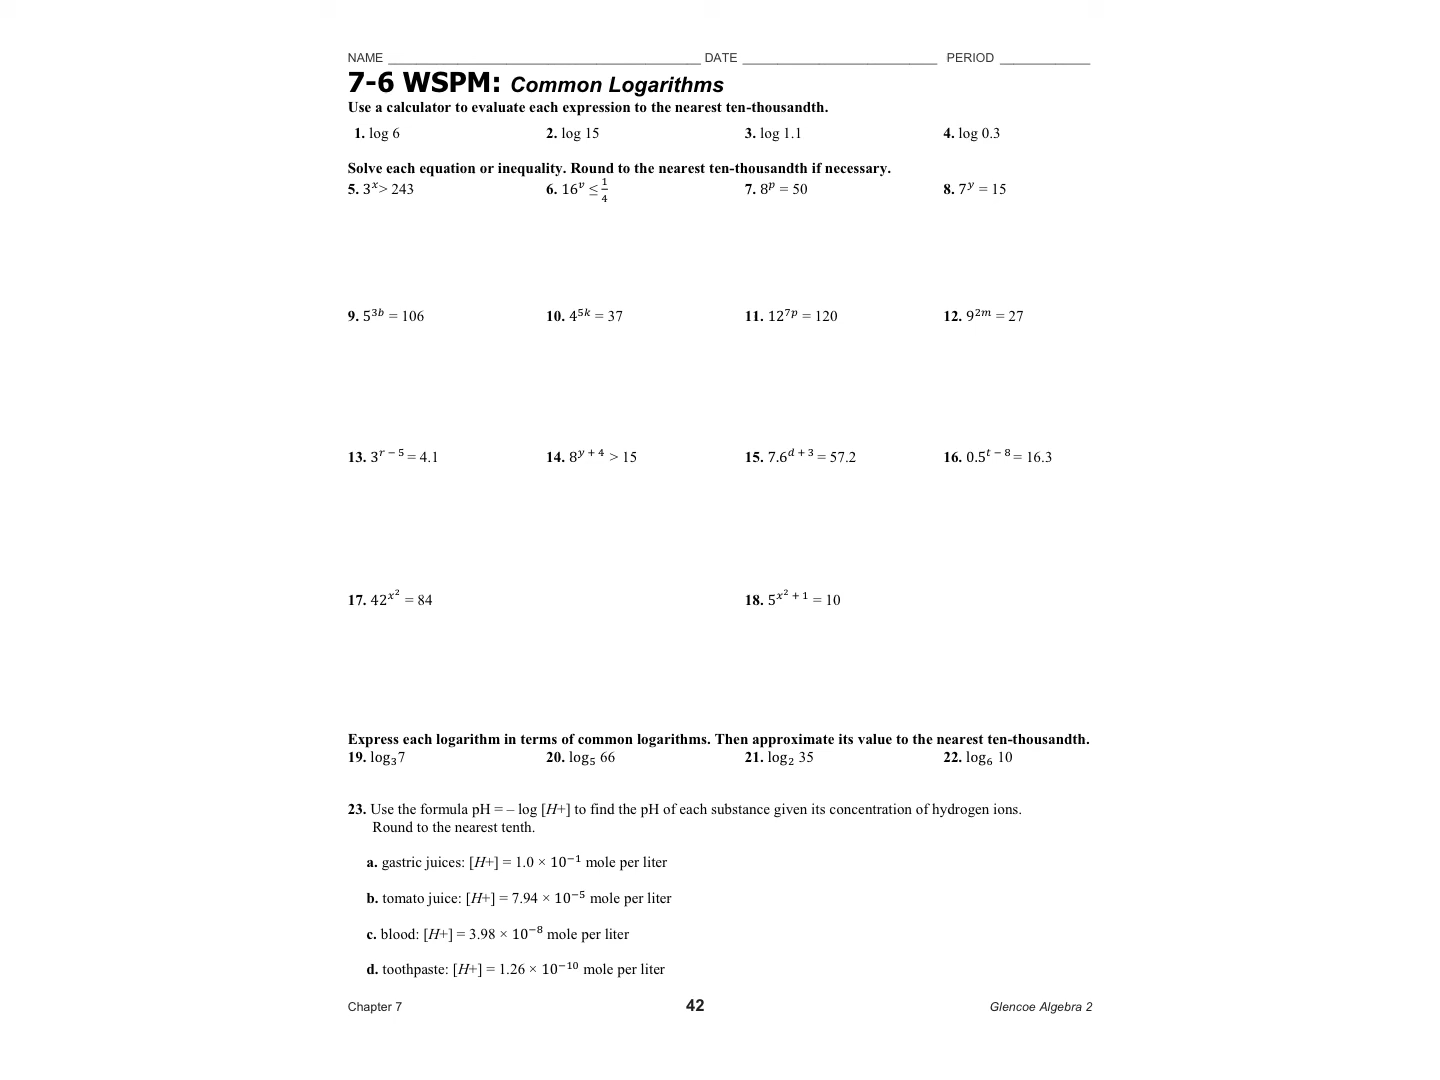 NAME ______ DATE ______ PERIOD ______
7-6 WSPM: Common Logarithms
Use a calculator to evaluate each expression to the nearest ten-thousandth.
1. log 6 2. log 15 3. log 1.1 4. log 0.3
Solve each equation or inequality. Round to the nearest ten-thousandth if necessary.
5. 3^x > 243 6. 16^v ≤ 1/4 7. 8^p = 50 8. 7^y = 15
9. 5^{3b} = 106 10. 4^{5k} = 37 11. 12^{7p} = 120 12. 9^{2m} = 27
13. 3^{r − 5} = 4.1 14. 8^{y + 4} > 15 15. 7.6^{d + 3} = 57.2 16. 0.5^{t − 8} = 16.3
17. 42^{x^2} = 84 18. 5^{x^2 + 1} = 10
Express each logarithm in terms of common logarithms. Then approximate its value to the nearest ten-thousandth.
19. log₃7 20. log₅ 66 21. log₂ 35 22. log₆ 10
23. Use the formula pH = – log [H+] to find the pH of each substance given its concentration of hydrogen ions.
Round to the nearest tenth.
a. gastric juices: [H+] = 1.0 × 10⁻¹ mole per liter
b. tomato juice: [H+] = 7.94 × 10⁻⁵ mole per liter
c. blood: [H+] = 3.98 × 10⁻⁸ mole per liter
d. toothpaste: [H+] = 1.26 × 10⁻¹⁰ mole per liter
Chapter 7 42 Glencoe Algebra 2